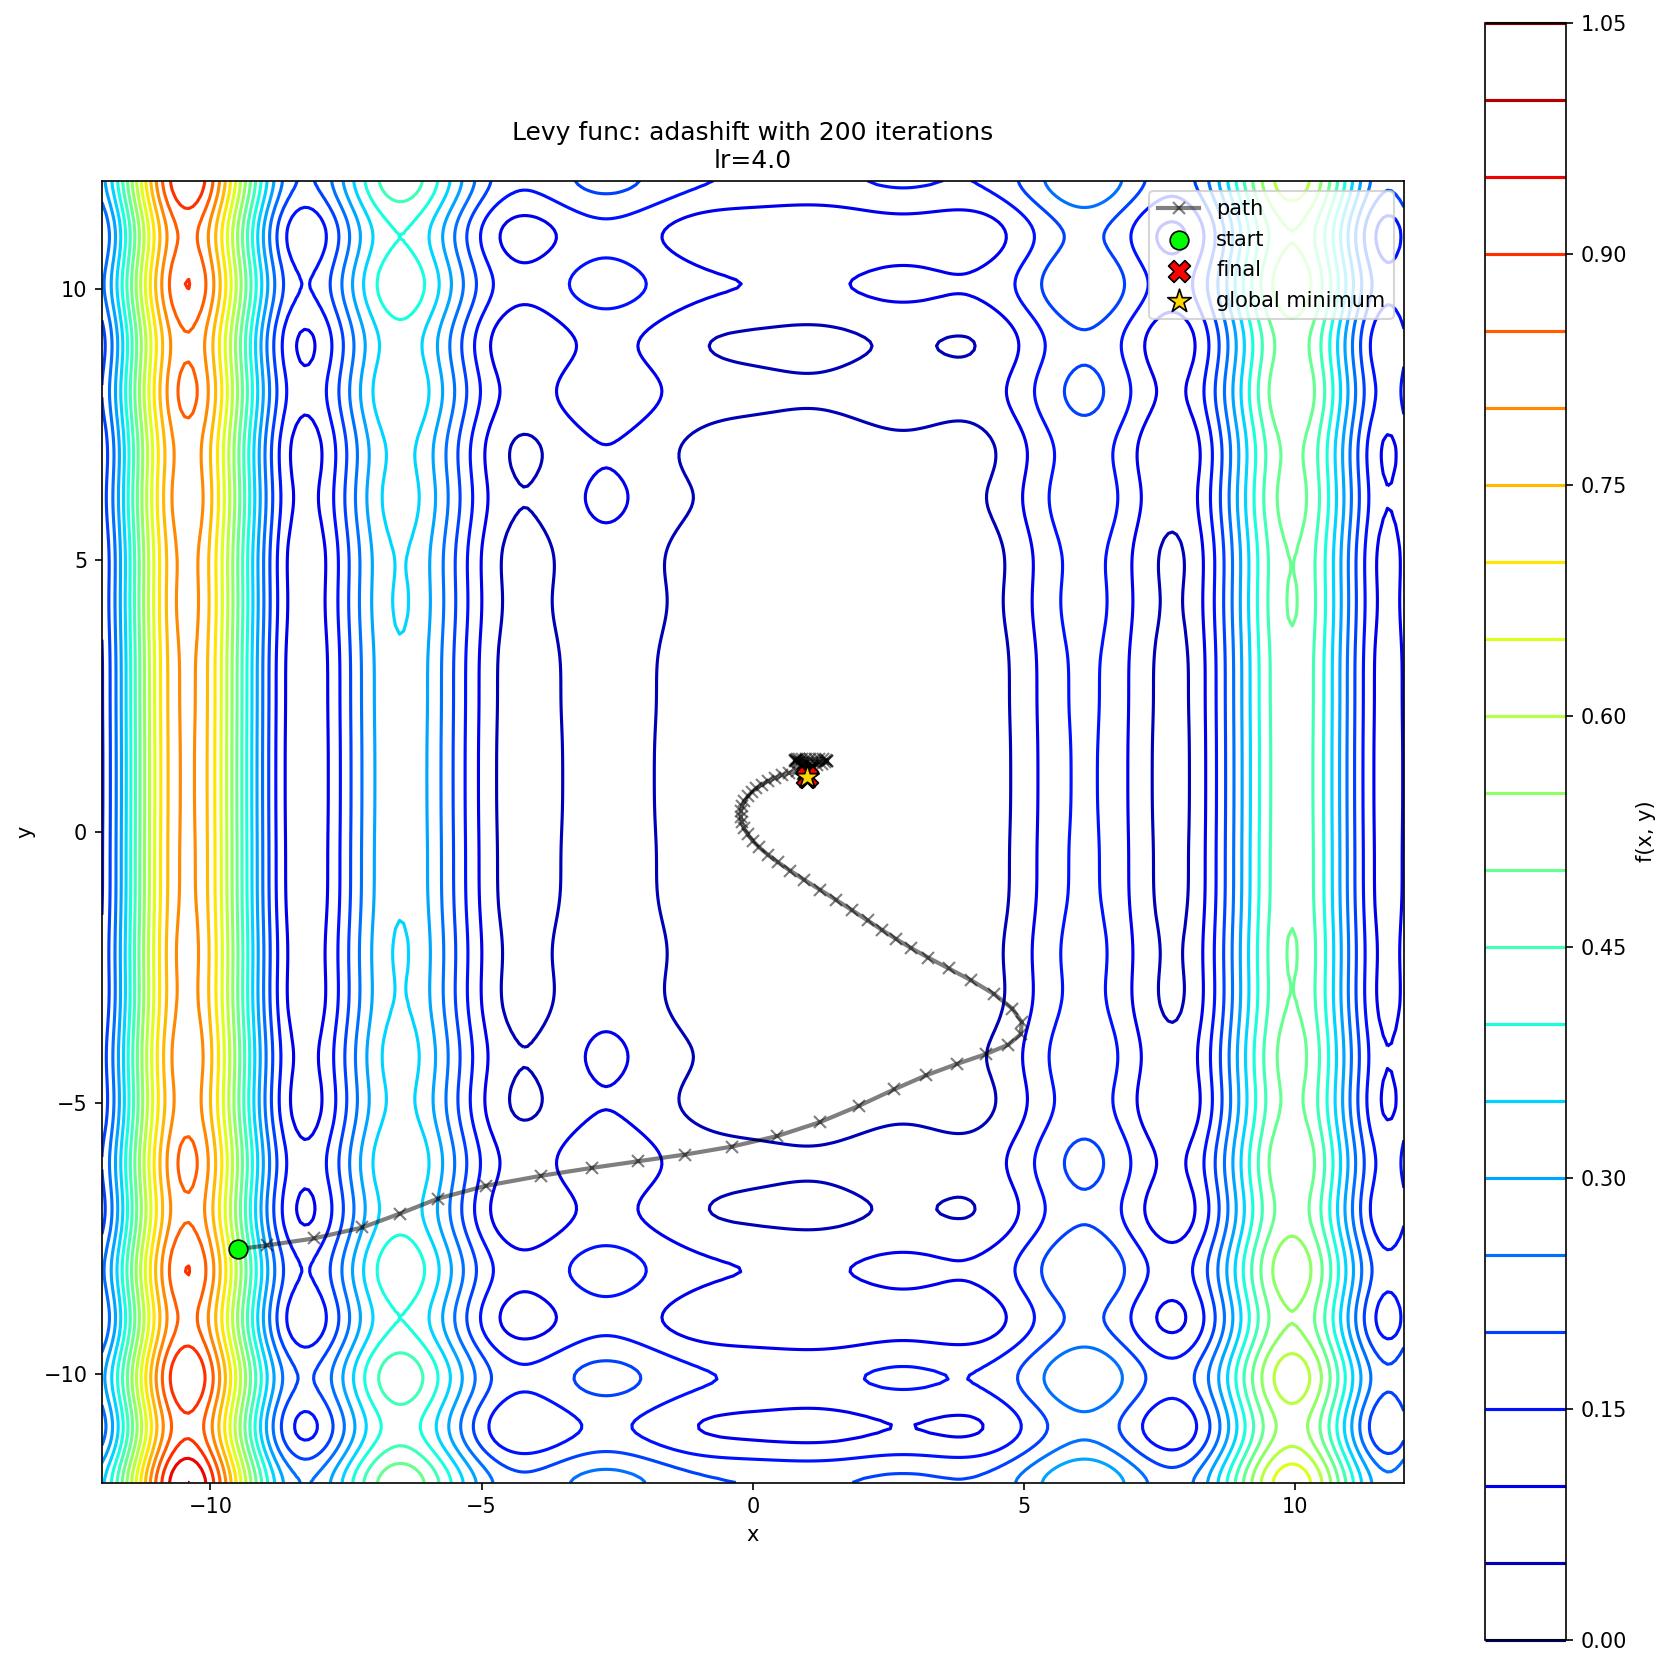 Levy func: adashift with 200 iterations
lr=4.0
path
start
final
global minimum
10
5
0
−5
−10
y
−10
−5
0
5
10
x
1.05
0.90
0.75
0.60
0.45
0.30
0.15
0.00
f(x, y)